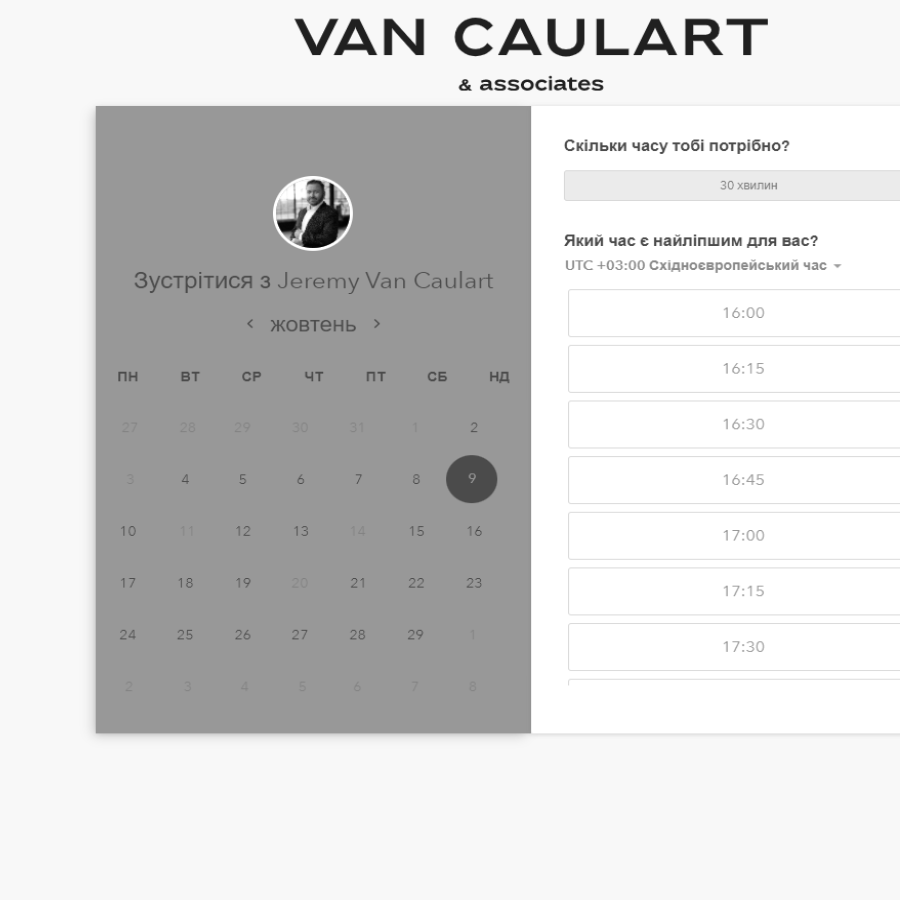 VAN CAULART
& associates
Зустрітися з Jeremy Van Caulart
жовтень
ПН ВТ СР ЧТ ПТ СБ НД
27 28 29 30 31 1 2
3 4 5 6 7 8 9
10 11 12 13 14 15 16
17 18 19 20 21 22 23
24 25 26 27 28 29 1
2 3 4 5 6 7 8
Скільки часу тобі потрібно?
30 хвилин
Який час є найліпшим для вас?
UTC +03:00 Східноєвропейський час
16:00
16:15
16:30
16:45
17:00
17:15
17:30